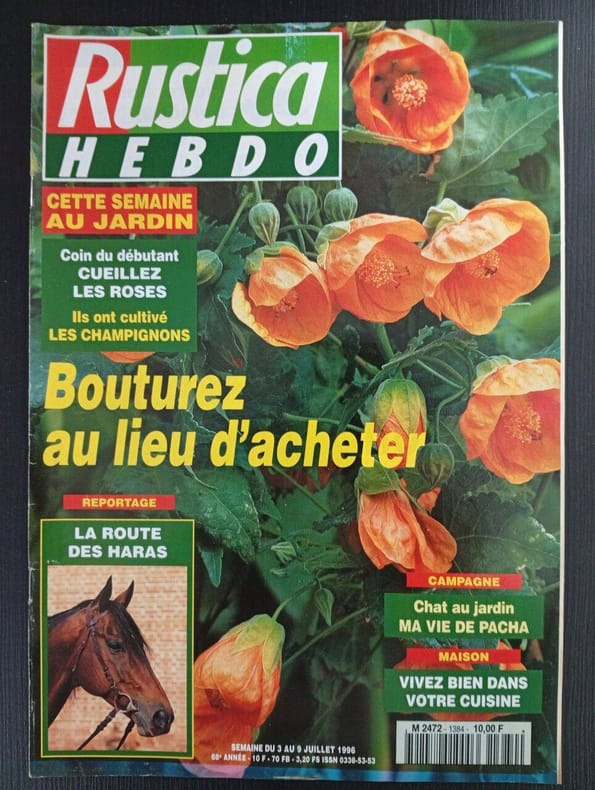 Rustica
HEBDO
CETTE SEMAINE
AU JARDIN
Coin du débutant
CUEILLEZ
LES ROSES
Ils ont cultivé
LES CHAMPIGNONS
Bouturez
au lieu d'acheter
REPORTAGE
LA ROUTE
DES HARAS
CAMPAGNE
Chat au jardin
MA VIE DE PACHA
MAISON
VIVEZ BIEN DANS
VOTRE CUISINE
M 2472 - 1384 - 10,00 F
SEMAINE DU 3 AU 9 JUILLET 1996
68e ANNÉE - 10 F - 70 FB - 3,20 FS ISSN 0338-53-53